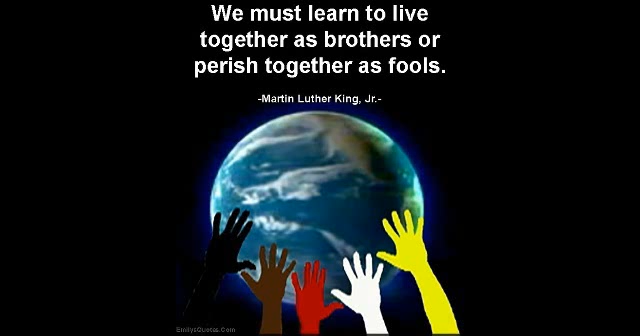 We must learn to live
together as brothers or
perish together as fools.
-Martin Luther King, Jr.-
EmilysQuotes.Com